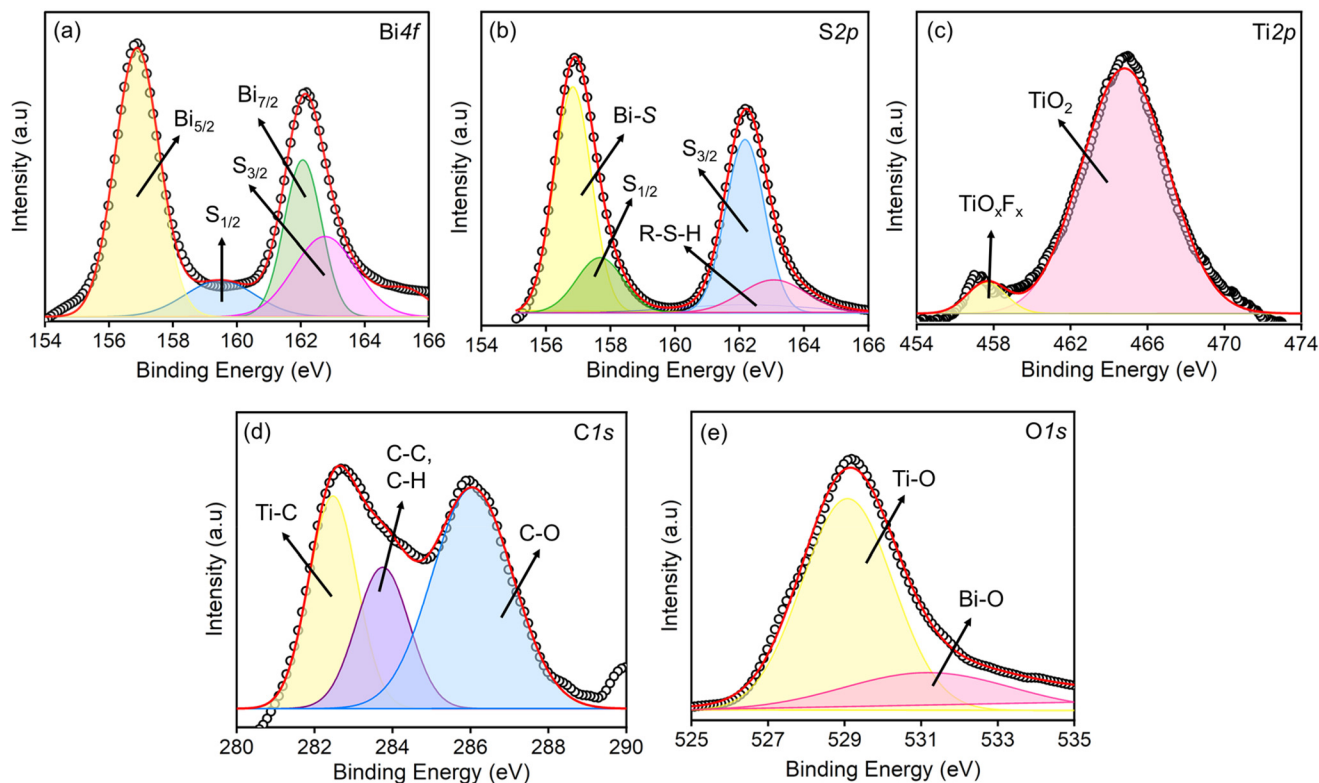 (a)
Bi4f
Bi5/2
Bi7/2
S3/2
S1/2
Intensity (a.u)
154 156 158 160 162 164 166
Binding Energy (eV)
(b)
S2p
Bi-S
S1/2
S3/2
R-S-H
Intensity (a.u)
154 156 158 160 162 164 166
Binding Energy (eV)
(c)
Ti2p
TiO2
TiOxFx
Intensity (a.u)
454 458 462 466 470 474
Binding Energy (eV)
(d)
C1s
Ti-C
C-C,
C-H
C-O
Intensity (a.u)
280 282 284 286 288 290
Binding Energy (eV)
(e)
O1s
Ti-O
Bi-O
Intensity (a.u)
525 527 529 531 533 535
Binding Energy (eV)